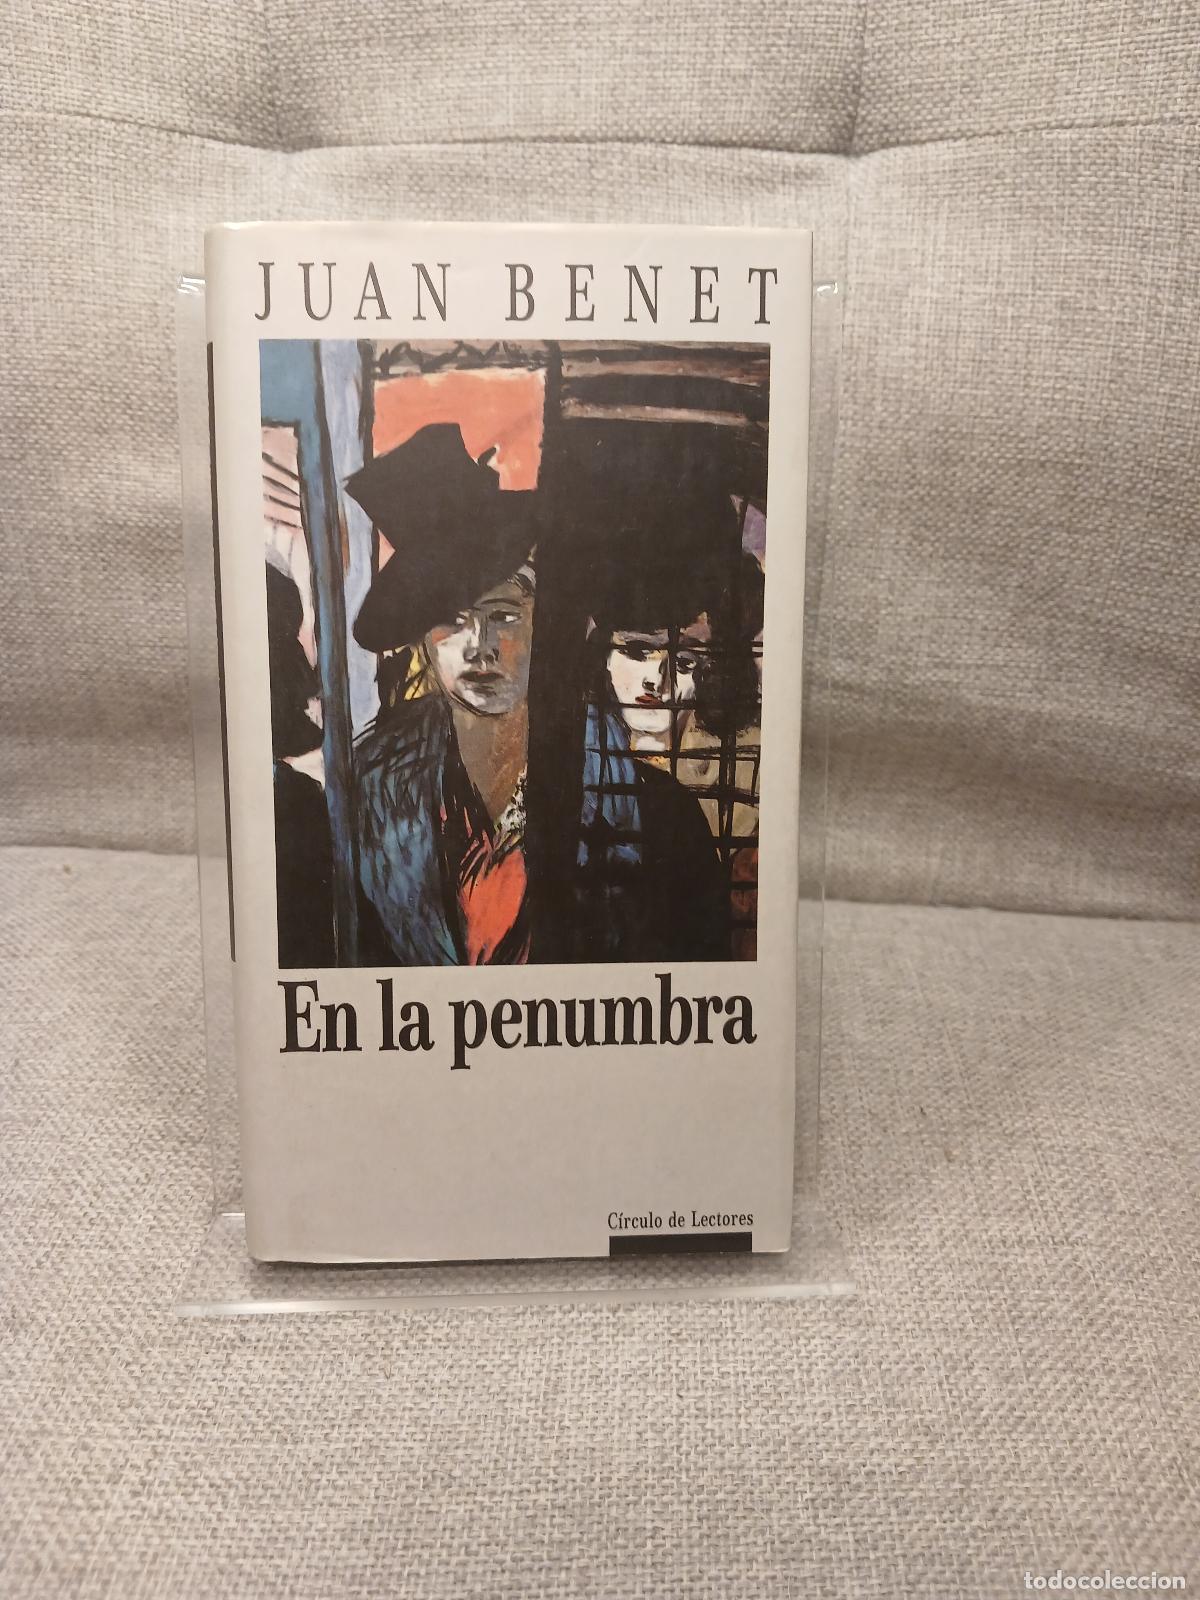 JUAN BENET
En la penumbra
Círculo de Lectores
todocoleccion